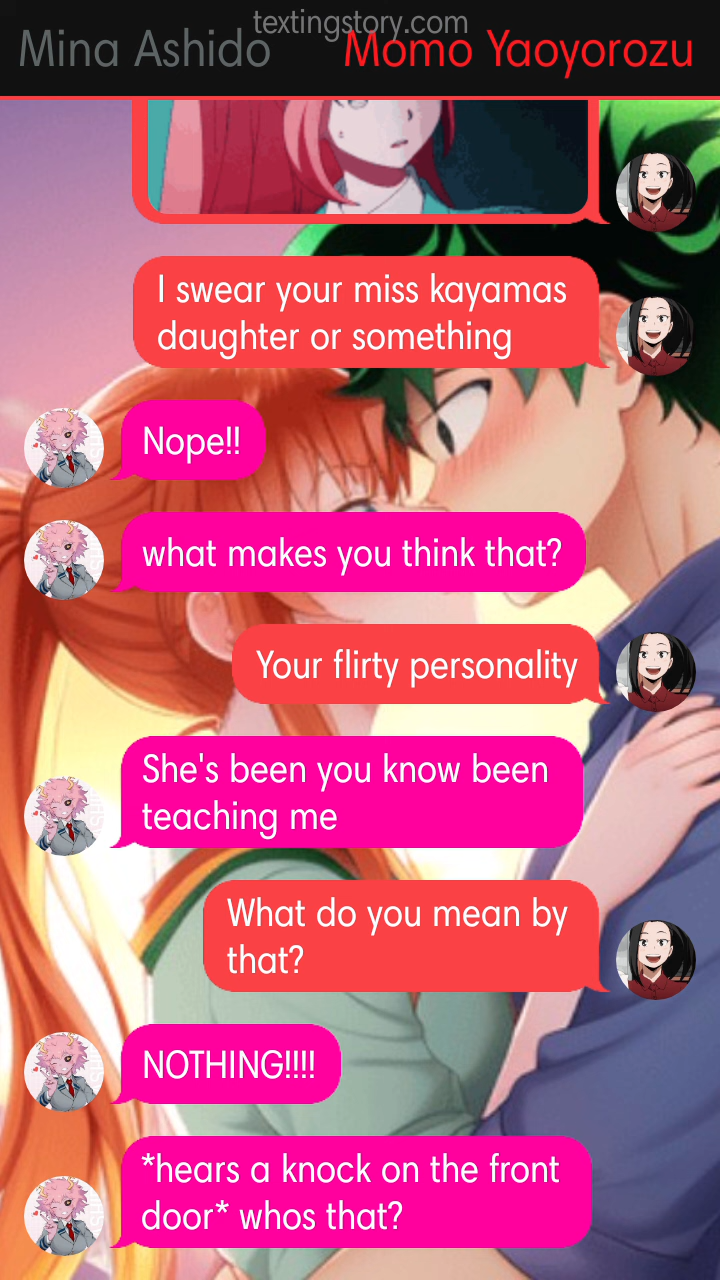 textingstory.com
Mina Ashido
Momo Yaoyorozu
I swear your miss kayamas
daughter or something
Nope!!
what makes you think that?
Your flirty personality
She's been you know been
teaching me
What do you mean by
that?
NOTHING!!!!
*hears a knock on the front
door* whos that?